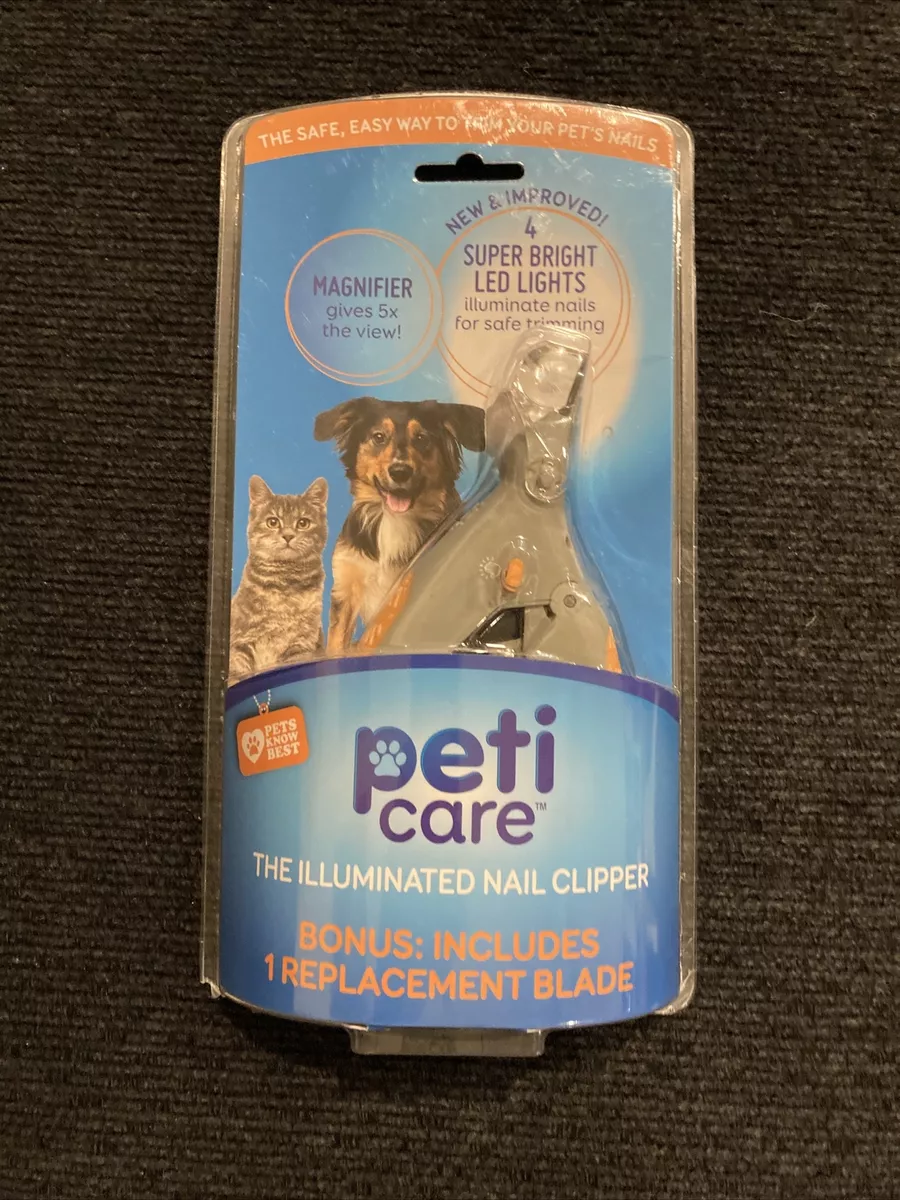 THE SAFE, EASY WAY TO TRIM YOUR PET'S NAILS
NEW & IMPROVED!
4
SUPER BRIGHT
LED LIGHTS
illuminate nails
for safe trimming
MAGNIFIER
gives 5x
the view!
PETS
KNOW
BEST
peti
care™
THE ILLUMINATED NAIL CLIPPER
BONUS: INCLUDES
1 REPLACEMENT BLADE